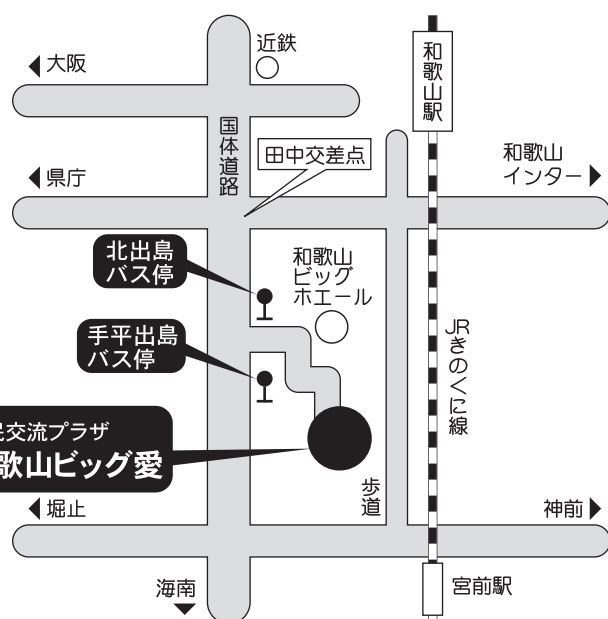 近鉄
大阪
和歌山駅
国体道路
田中交差点
和歌山
インター
県庁
北出島
バス停
和歌山
ビッグ
ホエール
手平出島
バス停
JRきのくに線
交流プラザ
歌山ビッグ愛
歩道
堀止
神前
海南
宮前駅